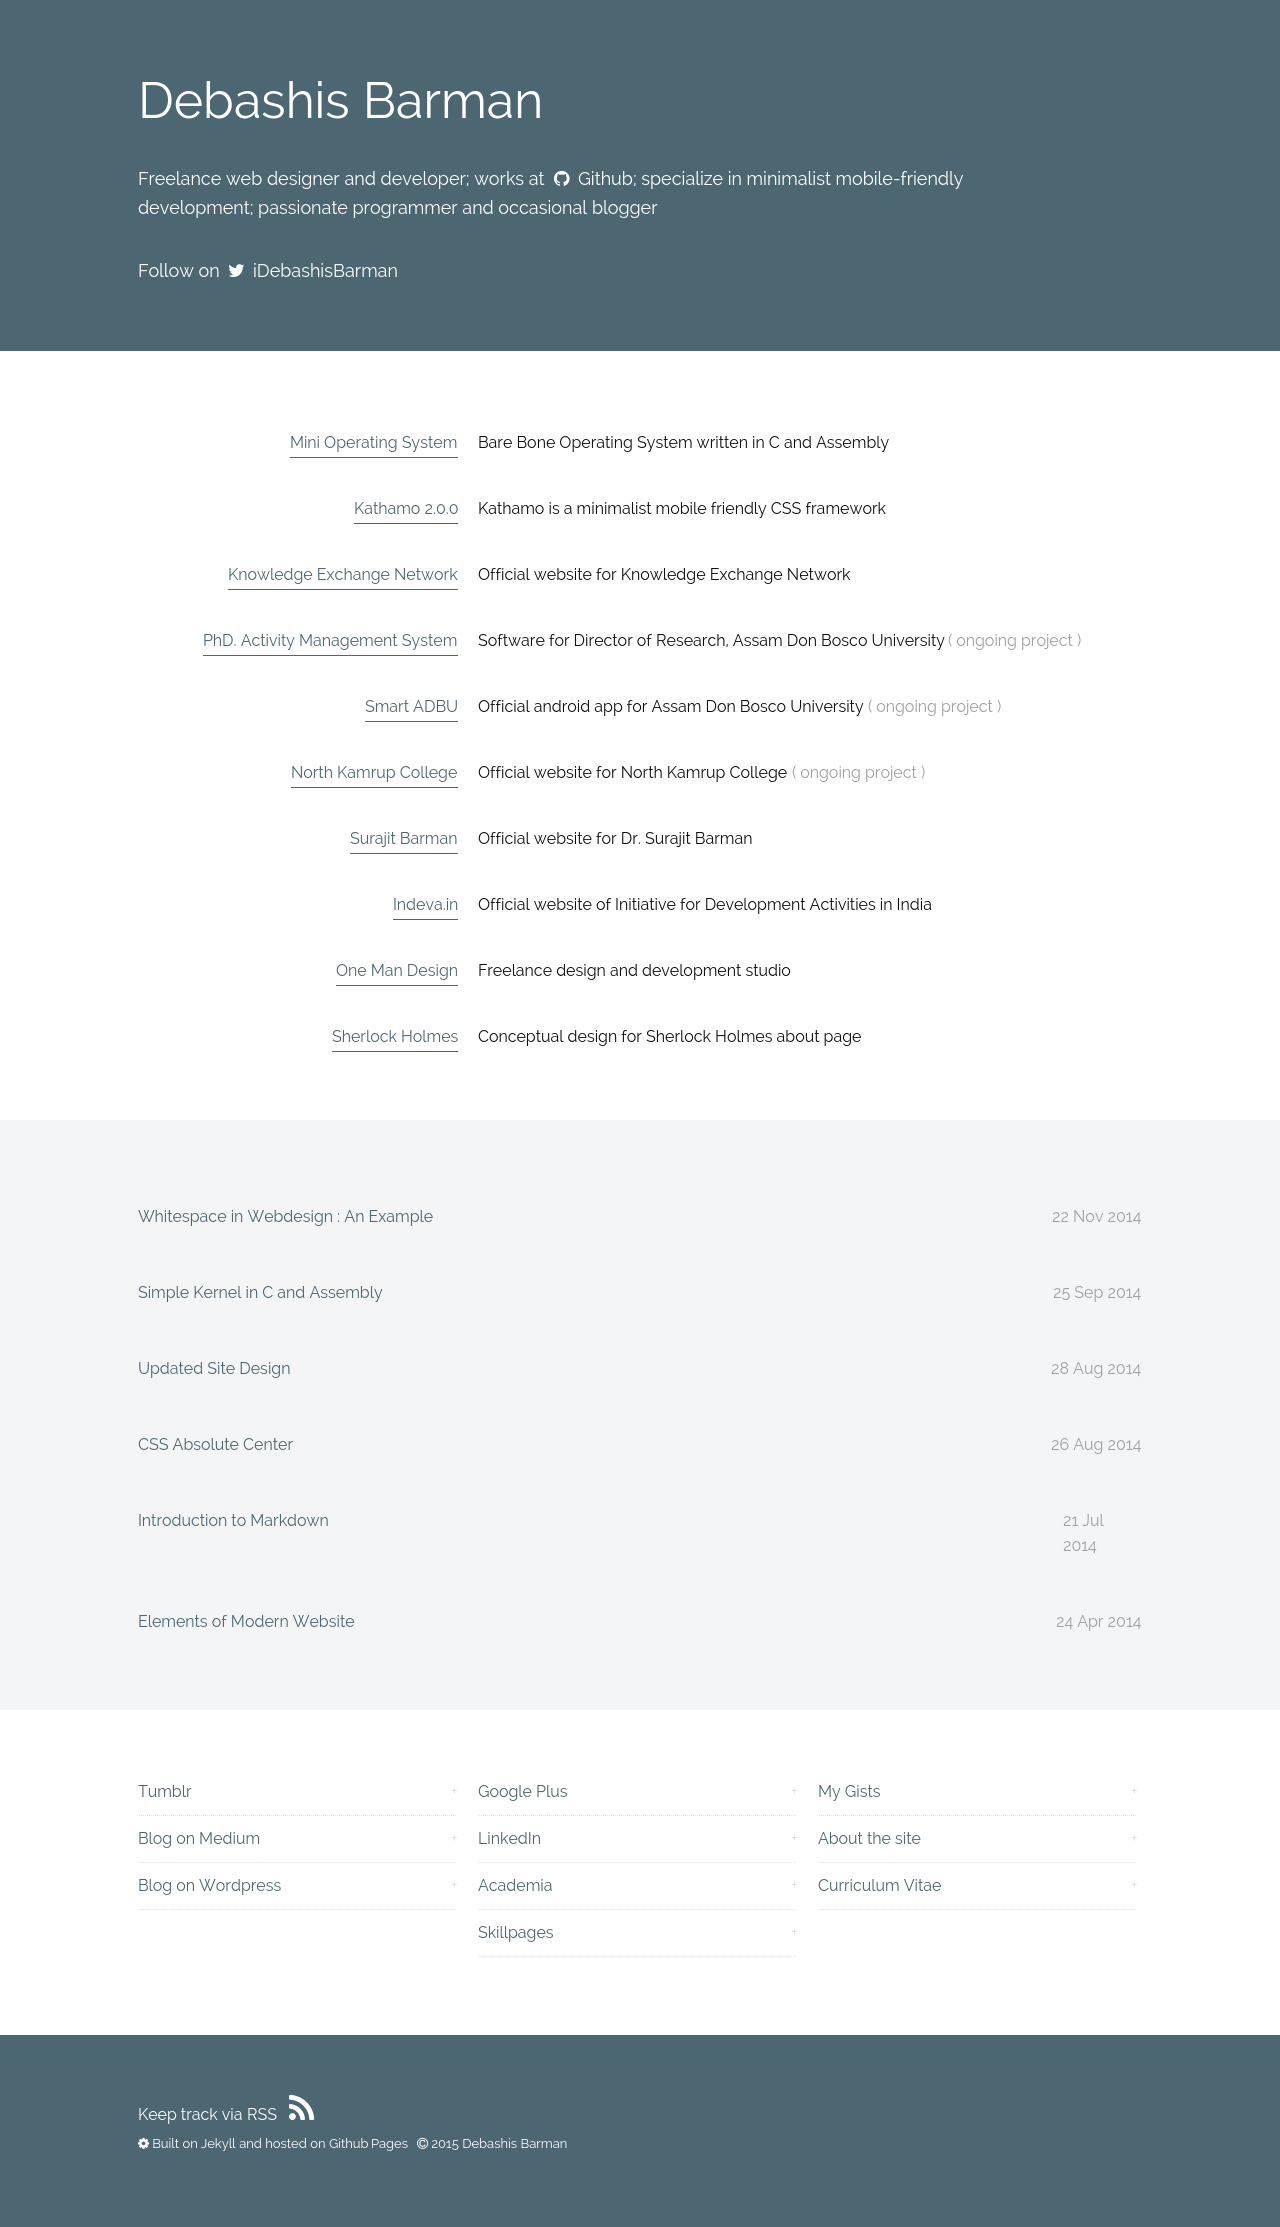 Debashis Barman
Freelance web designer and developer; works at Github; specialize in minimalist mobile-friendly
development; passionate programmer and occasional blogger
Follow on iDebashisBarman
Mini Operating System Bare Bone Operating System written in C and Assembly
Kathamo 2.0.0 Kathamo is a minimalist mobile friendly CSS framework
Knowledge Exchange Network Official website for Knowledge Exchange Network
PhD. Activity Management System Software for Director of Research, Assam Don Bosco University ( ongoing project )
Smart ADBU Official android app for Assam Don Bosco University ( ongoing project )
North Kamrup College Official website for North Kamrup College ( ongoing project )
Surajit Barman Official website for Dr. Surajit Barman
Indeva.in Official website of Initiative for Development Activities in India
One Man Design Freelance design and development studio
Sherlock Holmes Conceptual design for Sherlock Holmes about page
Whitespace in Webdesign : An Example 22 Nov 2014
Simple Kernel in C and Assembly 25 Sep 2014
Updated Site Design 28 Aug 2014
CSS Absolute Center 26 Aug 2014
Introduction to Markdown 21 Jul
2014
Elements of Modern Website 24 Apr 2014
Tumblr +
Blog on Medium +
Blog on Wordpress +
Google Plus +
LinkedIn +
Academia +
Skillpages +
My Gists +
About the site +
Curriculum Vitae +
Keep track via RSS
Built on Jekyll and hosted on Github Pages © 2015 Debashis Barman